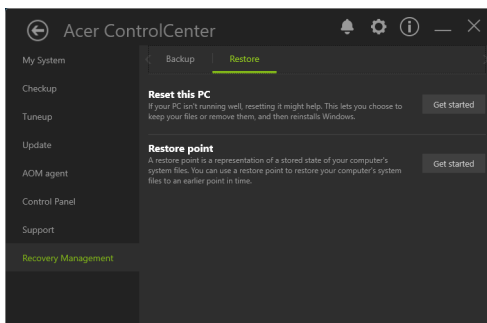 Acer ControlCenter
My System
Checkup
Tuneup
Update
AOM agent
Control Panel
Support
Recovery Management
Backup
Restore
Reset this PC
If your PC isn't running well, resetting it might help. This lets you choose to
keep your files or remove them, and then reinstalls Windows.
Get started
Restore point
A restore point is a representation of a stored state of your computer's
system files. You can use a restore point to restore your computer's system
files to an earlier point in time.
Get started